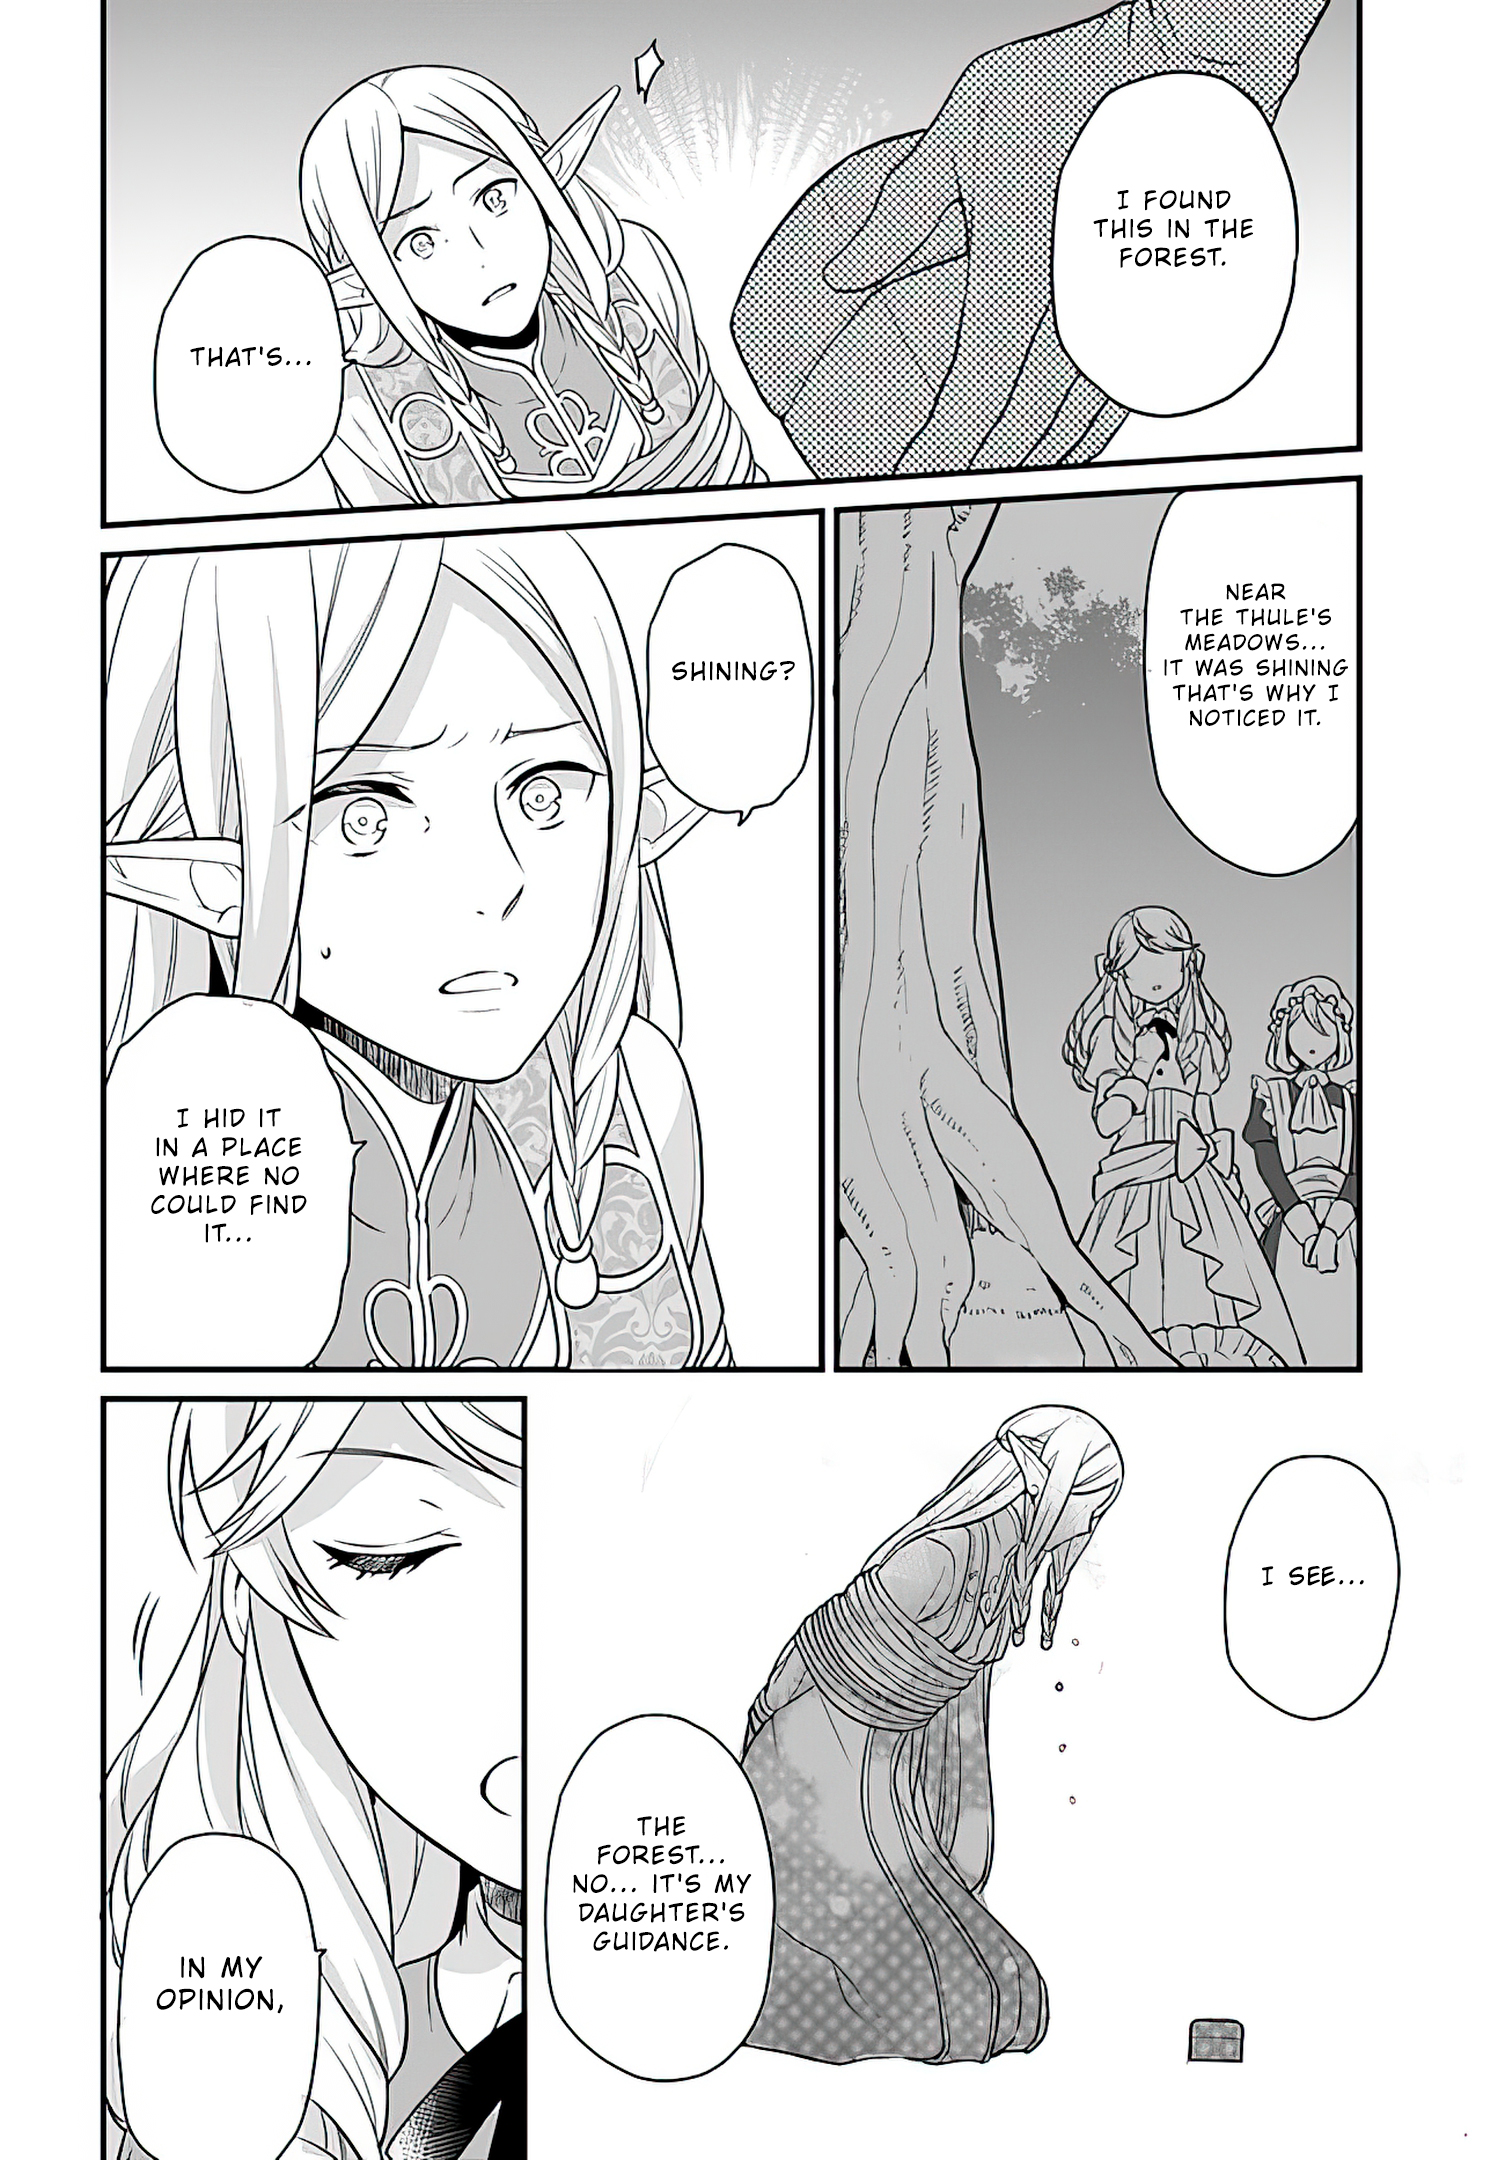 I FOUND
THIS IN THE
FOREST.
THAT'S...
NEAR
THE THULE'S
MEADOWS...
IT WAS SHINING
THAT'S WHY I
NOTICED IT.
SHINING?
I HID IT
IN A PLACE
WHERE NO
COULD FIND
IT...
I SEE...
THE
FOREST...
NO... IT'S MY
DAUGHTER'S
GUIDANCE.
IN MY
OPINION,